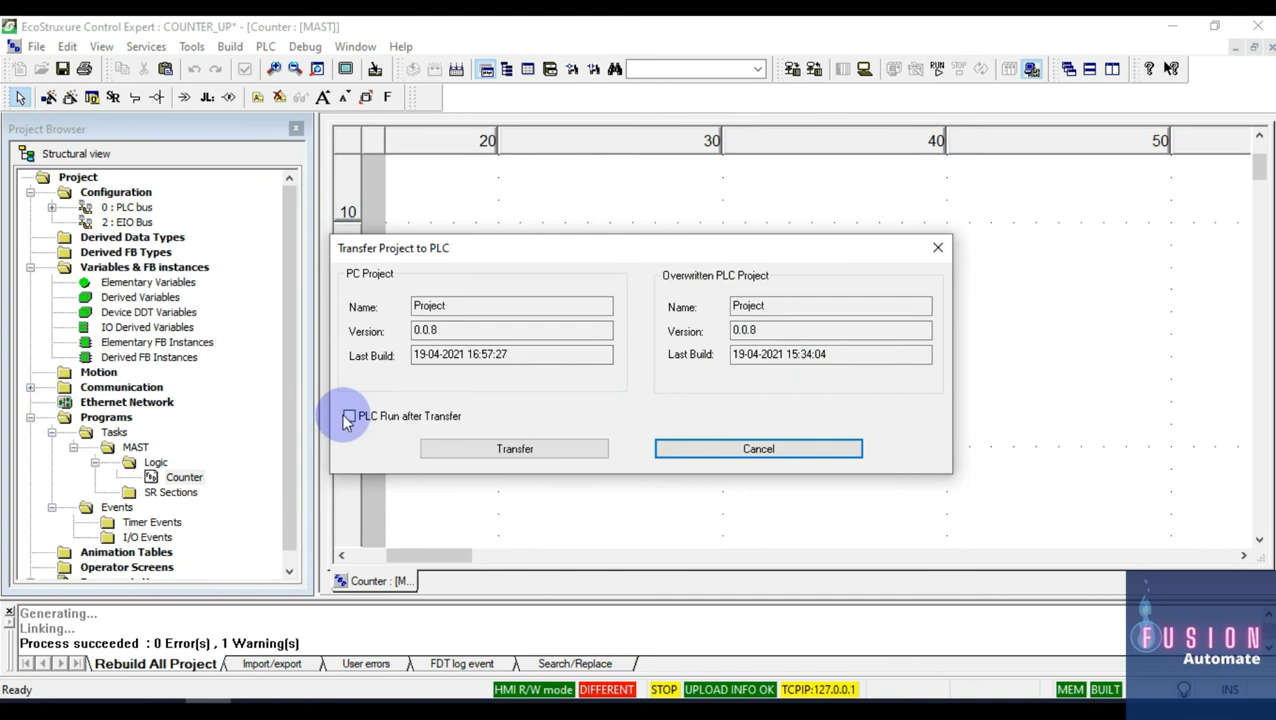 EcoStruxure Control Expert : COUNTER_UP* - [Counter : [MAST]]
File Edit View Services Tools Build PLC Debug Window Help
RUN STOP
SR JL: A A F
Project Browser
Structural view
20 30 40 50
10
Project
Configuration
0 : PLC bus
2 : EIO Bus
Derived Data Types
Derived FB Types
Variables & FB instances
Elementary Variables
Derived Variables
Device DDT Variables
IO Derived Variables
Elementary FB Instances
Derived FB Instances
Motion
Communication
Ethernet Network
Programs
Tasks
MAST
Logic
Counter
SR Sections
Events
Timer Events
I/O Events
Animation Tables
Operator Screens
Transfer Project to PLC
PC Project
Name: Project
Version: 0.0.8
Last Build: 19-04-2021 16:57:27
Overwritten PLC Project
Name: Project
Version: 0.0.8
Last Build: 19-04-2021 15:34:04
PLC Run after Transfer
Transfer Cancel
Counter : [M...
Generating...
Linking...
Process succeeded : 0 Error(s) , 1 Warning(s)
Rebuild All Project Import/export User errors FDT log event Search/Replace
Ready HMI R/W mode DIFFERENT STOP UPLOAD INFO OK TCPIP:127.0.0.1 MEM BUILT INS
FUSION
Automate